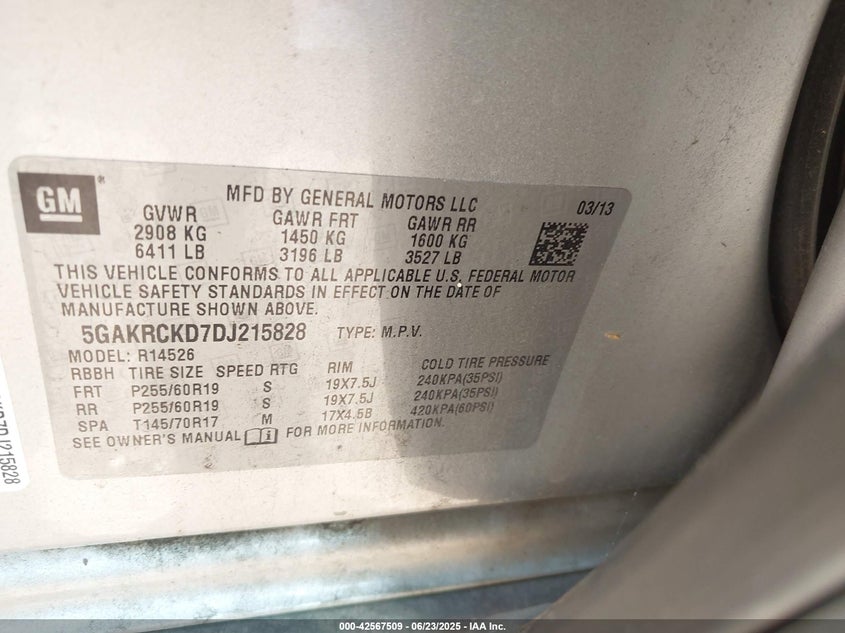 GM ®
MFD BY GENERAL MOTORS LLC 03/13
GVWR GAWR FRT GAWR RR
2908 KG 1450 KG 1600 KG
6411 LB 3196 LB 3527 LB
THIS VEHICLE CONFORMS TO ALL APPLICABLE U.S. FEDERAL MOTOR
VEHICLE SAFETY STANDARDS IN EFFECT ON THE DATE OF
MANUFACTURE SHOWN ABOVE.
5GAKRCKD7DJ215828 TYPE: M.P.V.
MODEL: R14526
RBBH TIRE SIZE SPEED RTG RIM COLD TIRE PRESSURE
FRT P255/60R19 S 19X7.5J 240KPA(35PSI)
RR P255/60R19 S 19X7.5J 240KPA(35PSI)
SPA T145/70R17 M 17X4.5B 420KPA(60PSI)
SEE OWNER'S MANUAL i FOR MORE INFORMATION.
J215828
000-42567509 - 06/23/2025 - IAA Inc.